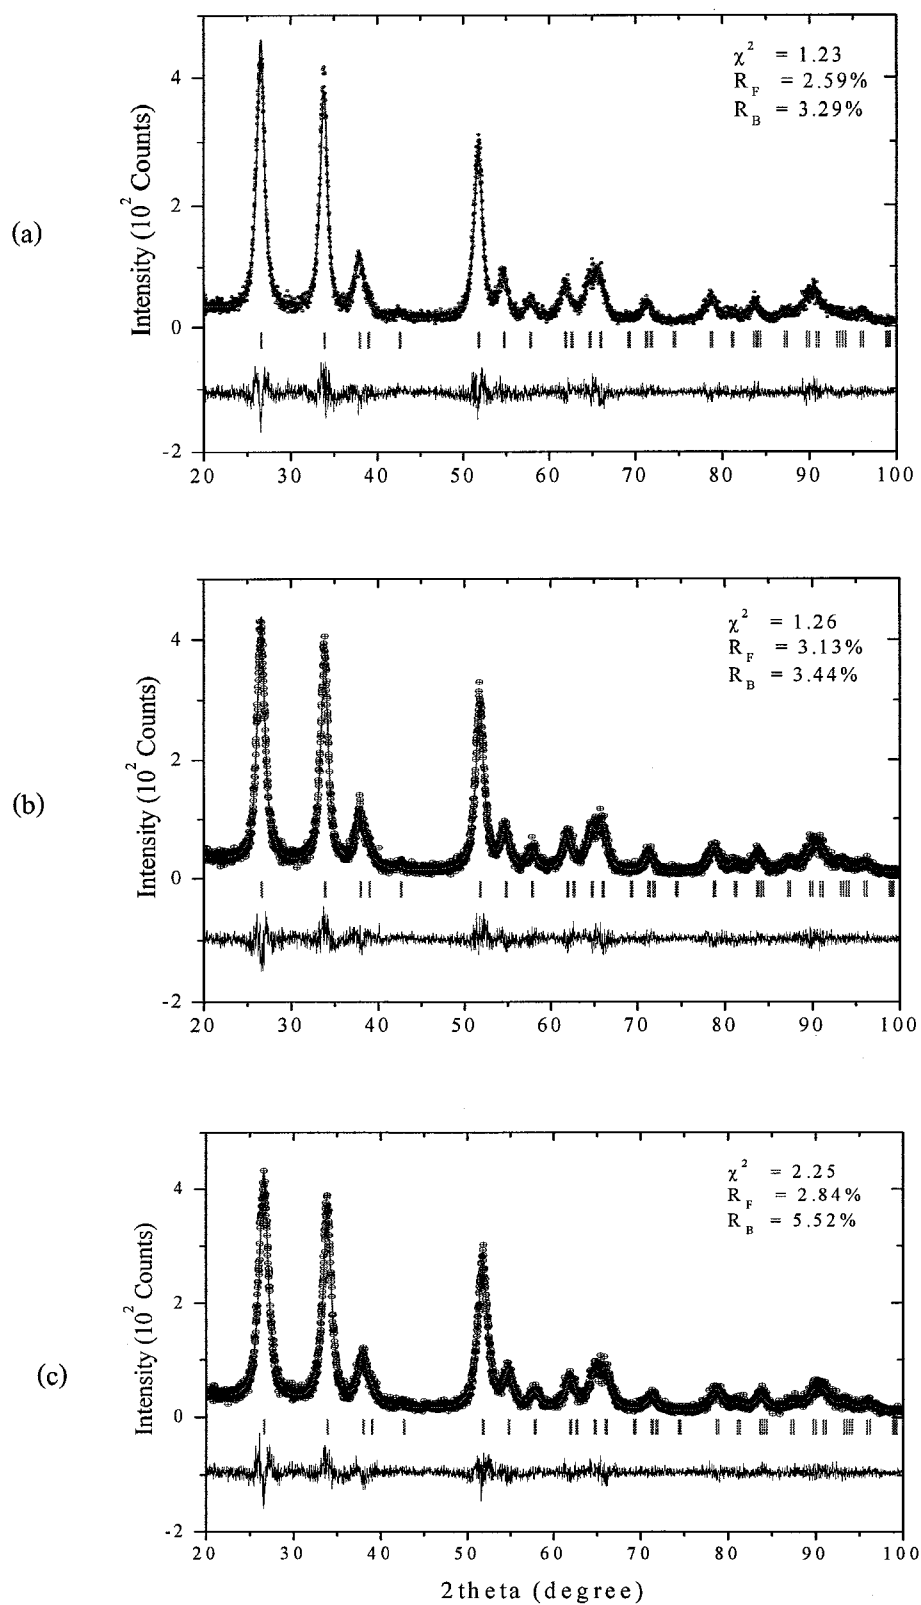 (a)
Intensity (10² Counts)
χ² = 1.23
R_F = 2.59%
R_B = 3.29%
4
2
0
-2
20 30 40 50 60 70 80 90 100
(b)
Intensity (10² Counts)
χ² = 1.26
R_F = 3.13%
R_B = 3.44%
4
2
0
-2
20 30 40 50 60 70 80 90 100
(c)
Intensity (10² Counts)
χ² = 2.25
R_F = 2.84%
R_B = 5.52%
4
2
0
-2
20 30 40 50 60 70 80 90 100
2theta (degree)